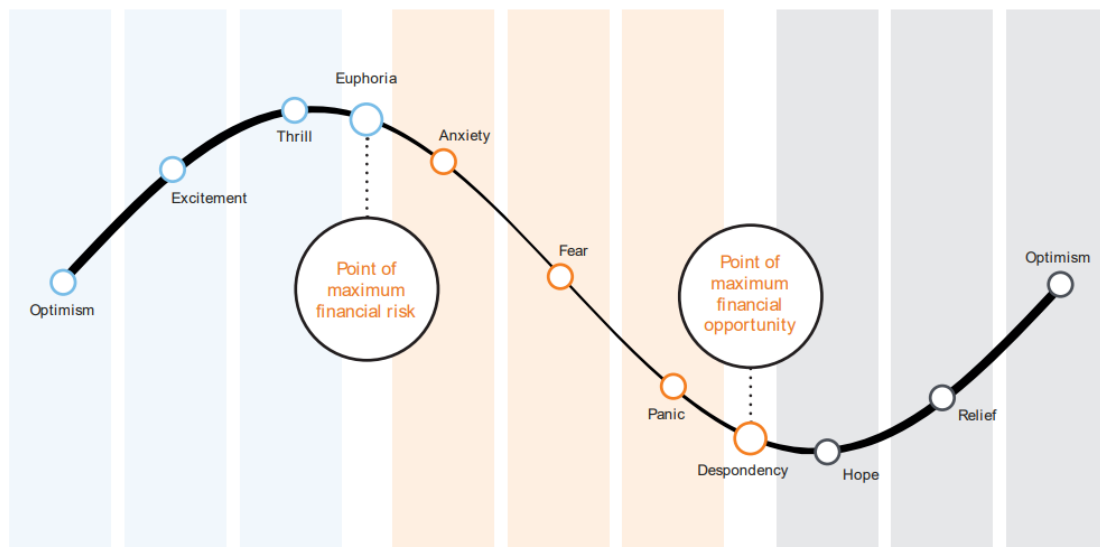 Euphoria
Thrill
Anxiety
Excitement
Optimism
Point of
maximum
financial risk
Fear
Point of
maximum
financial
opportunity
Panic
Despondency
Hope
Relief
Optimism